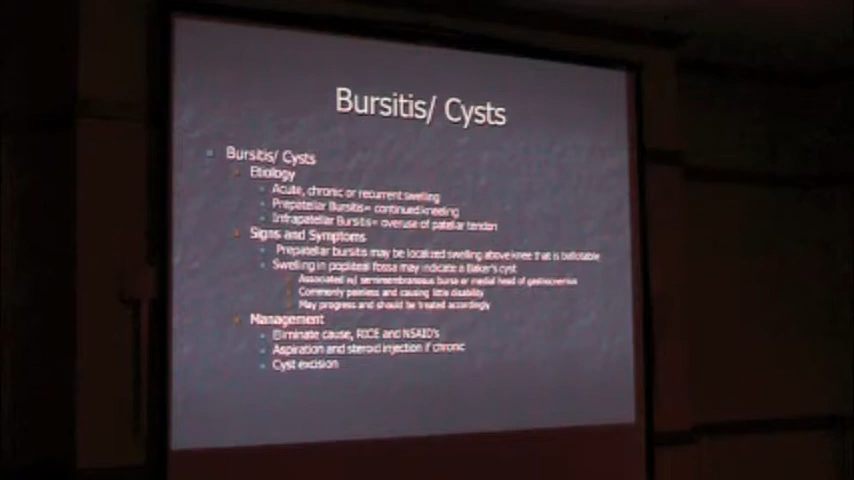 Bursitis/ Cysts
Bursitis/ Cysts
Etiology
Acute, chronic or recurrent swelling
Prepatellar Bursitis= continued kneeling
Infrapatellar Bursitis= overuse of patellar tendon
Signs and Symptoms
Prepatellar bursitis may be localized swelling above knee that is ballotable
Swelling in popliteal fossa may indicate a Baker's cyst
Associated w/ semimembranosus bursa or medial head of gastrocnemius
Commonly painless and causing little disability
May progress and should be treated accordingly
Management
Eliminate cause, RICE and NSAID's
Aspiration and steroid injection if chronic
Cyst excision